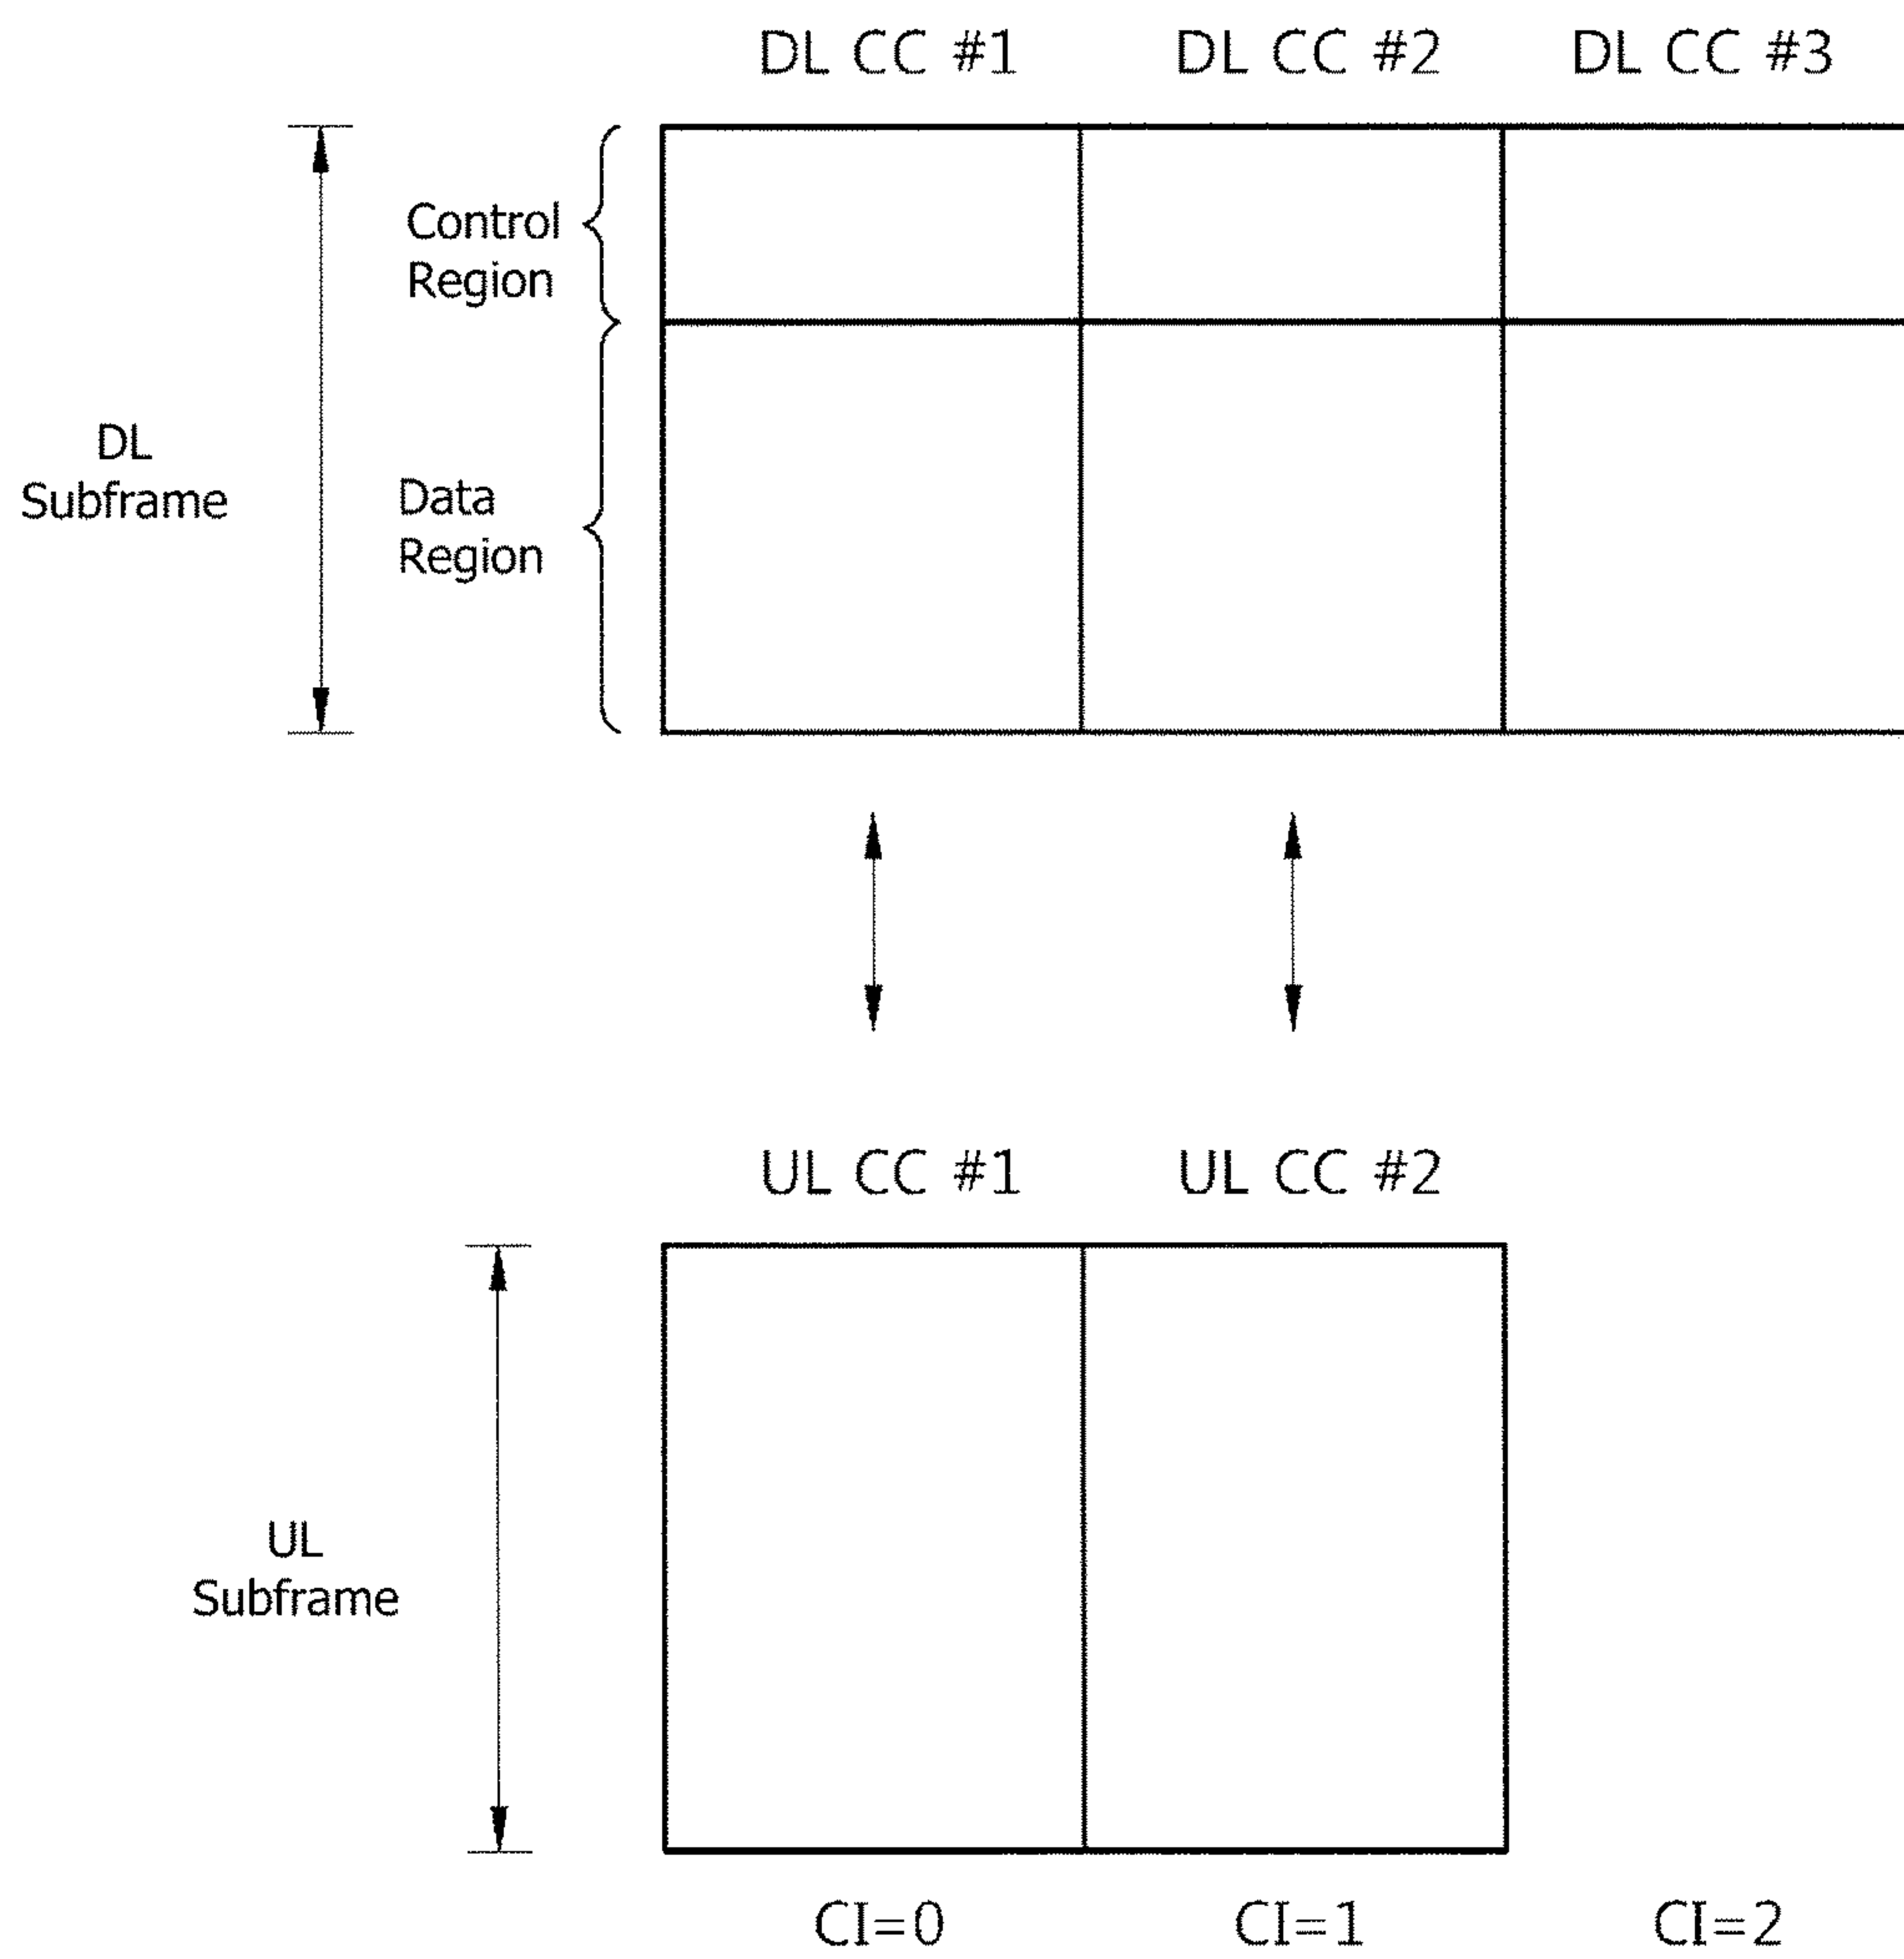 DL CC #1 DL CC #2 DL CC #3
Control
Region
DL
Subframe
Data
Region
UL CC #1 UL CC #2
UL
Subframe
CI=0 CI=1 CI=2